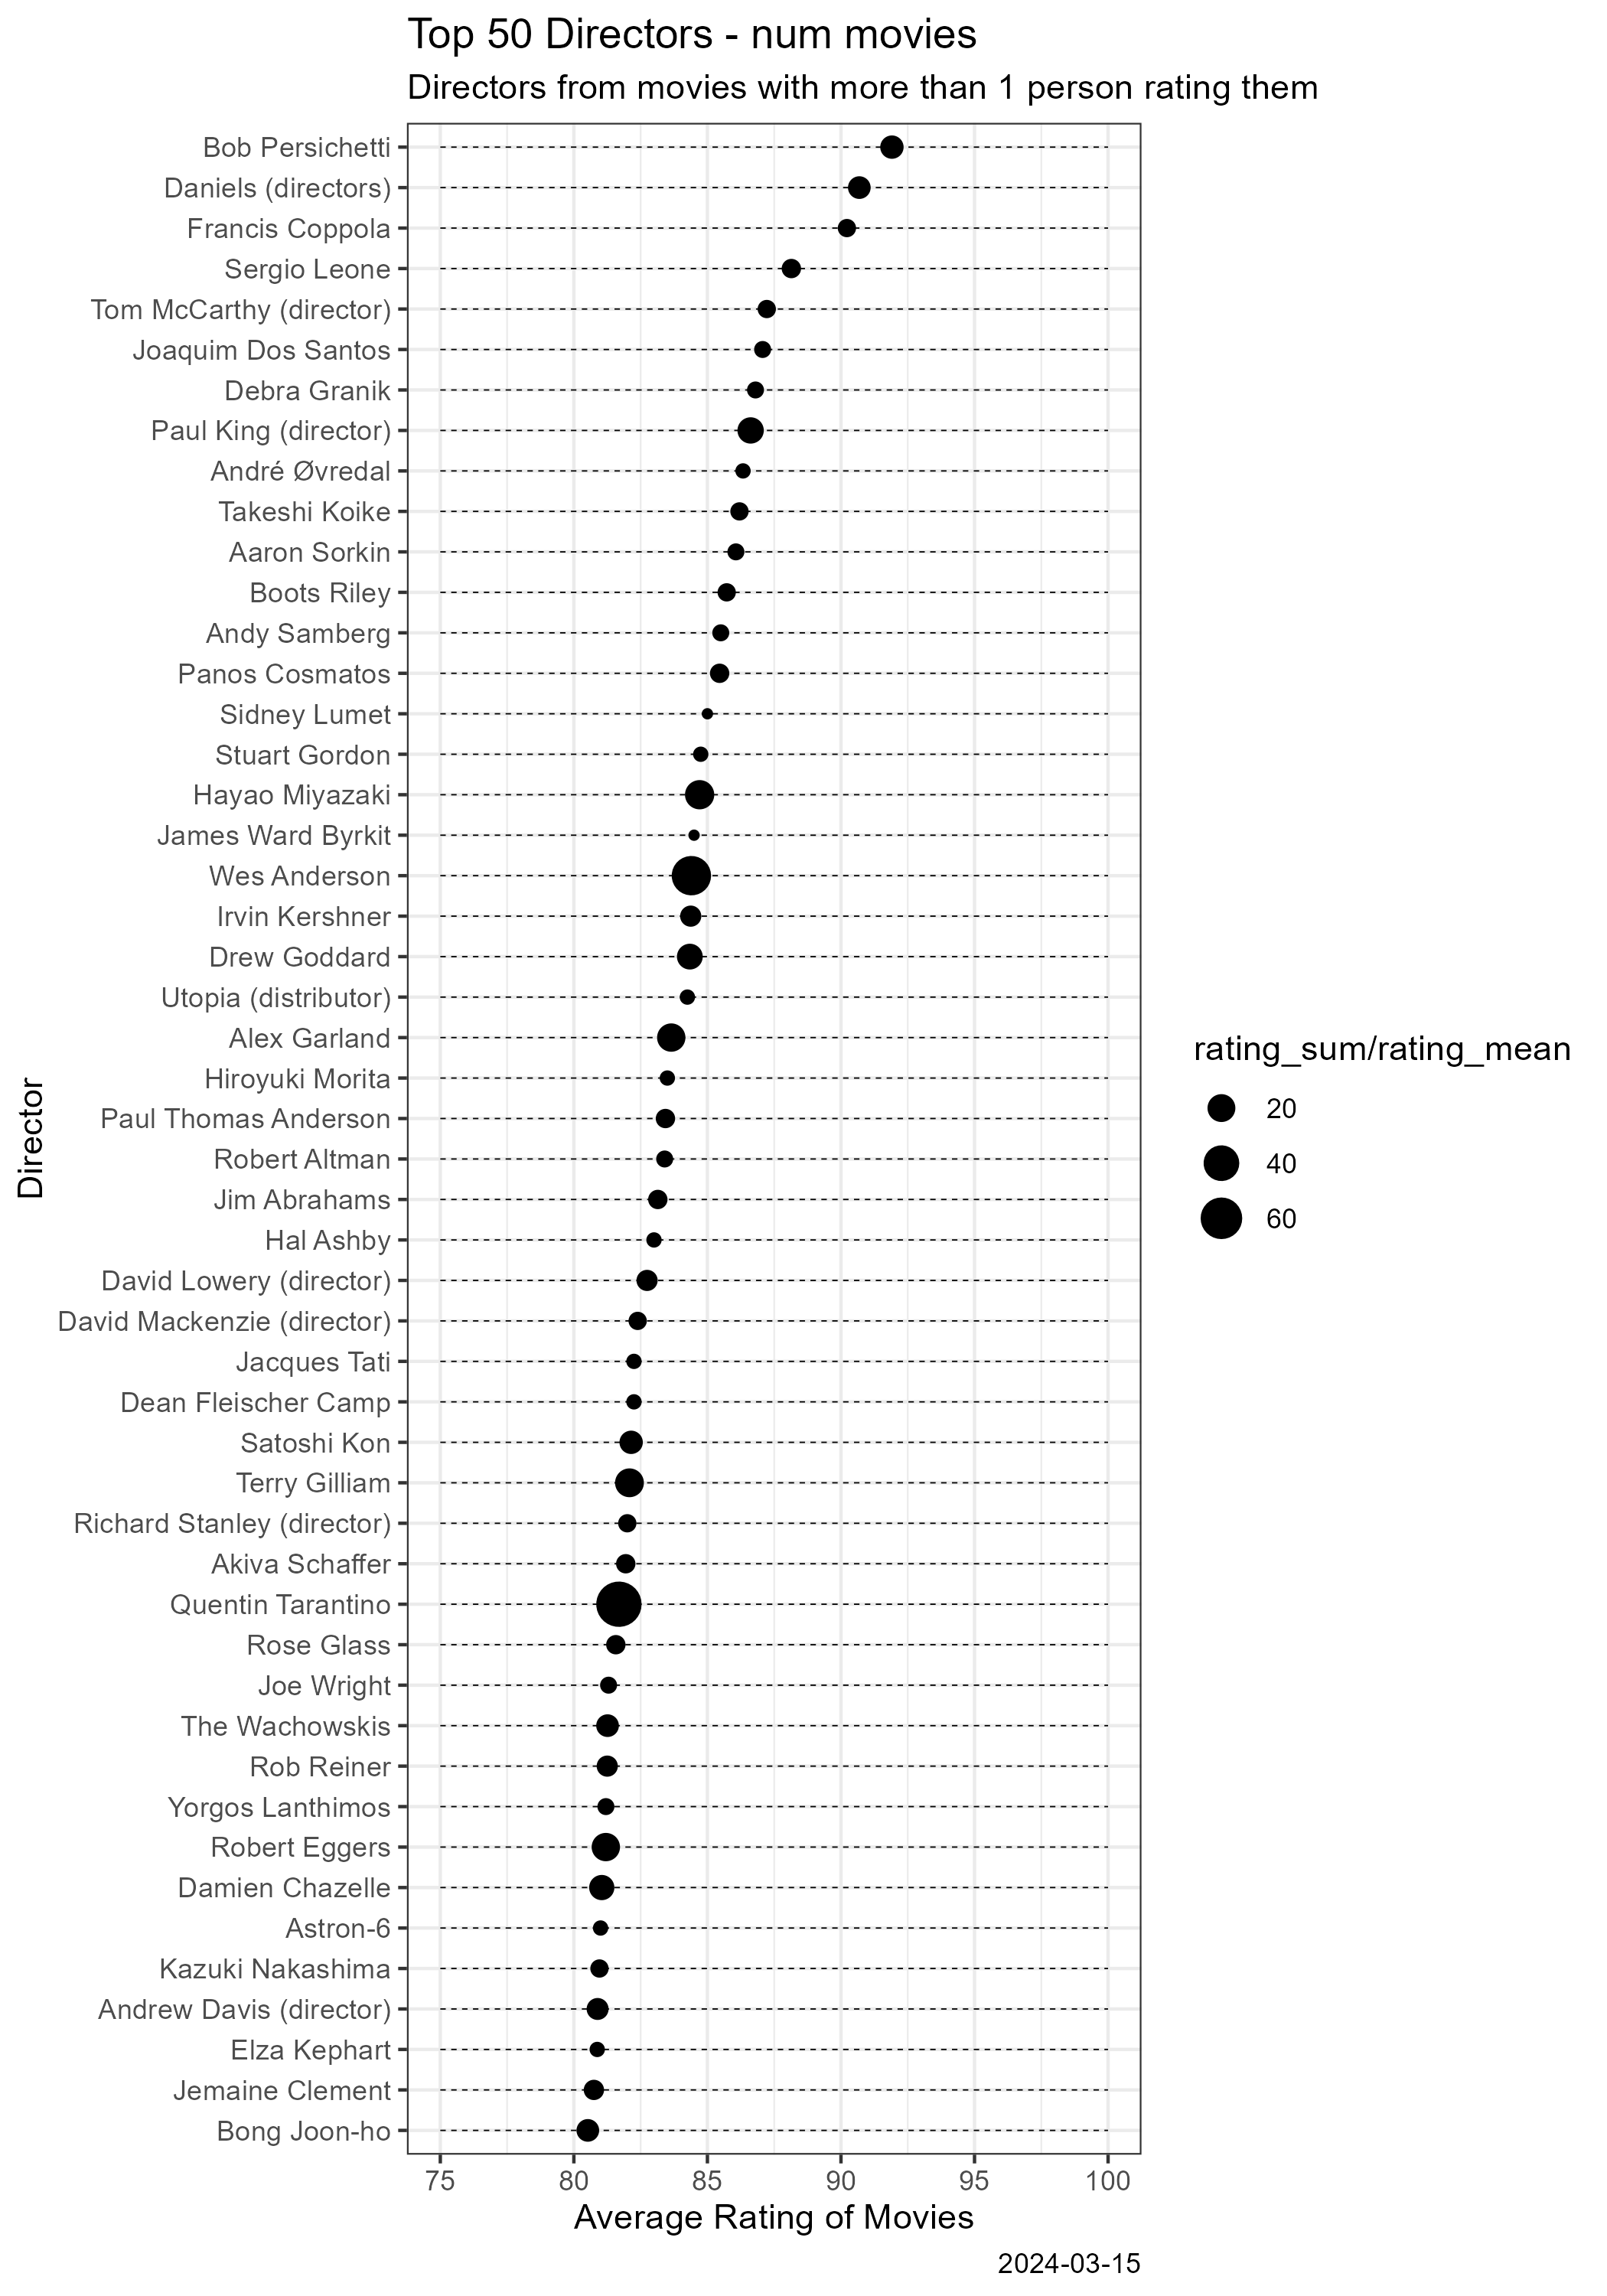 Top 50 Directors - num movies
Directors from movies with more than 1 person rating them
Bob Persichetti
Daniels (directors)
Francis Coppola
Sergio Leone
Tom McCarthy (director)
Joaquim Dos Santos
Debra Granik
Paul King (director)
André Øvredal
Takeshi Koike
Aaron Sorkin
Boots Riley
Andy Samberg
Panos Cosmatos
Sidney Lumet
Stuart Gordon
Hayao Miyazaki
James Ward Byrkit
Wes Anderson
Irvin Kershner
Drew Goddard
Utopia (distributor)
Alex Garland
Hiroyuki Morita
Paul Thomas Anderson
Robert Altman
Jim Abrahams
Hal Ashby
David Lowery (director)
David Mackenzie (director)
Jacques Tati
Dean Fleischer Camp
Satoshi Kon
Terry Gilliam
Richard Stanley (director)
Akiva Schaffer
Quentin Tarantino
Rose Glass
Joe Wright
The Wachowskis
Rob Reiner
Yorgos Lanthimos
Robert Eggers
Damien Chazelle
Astron-6
Kazuki Nakashima
Andrew Davis (director)
Elza Kephart
Jemaine Clement
Bong Joon-ho
Director
75 80 85 90 95 100
Average Rating of Movies
rating_sum/rating_mean
20
40
60
2024-03-15